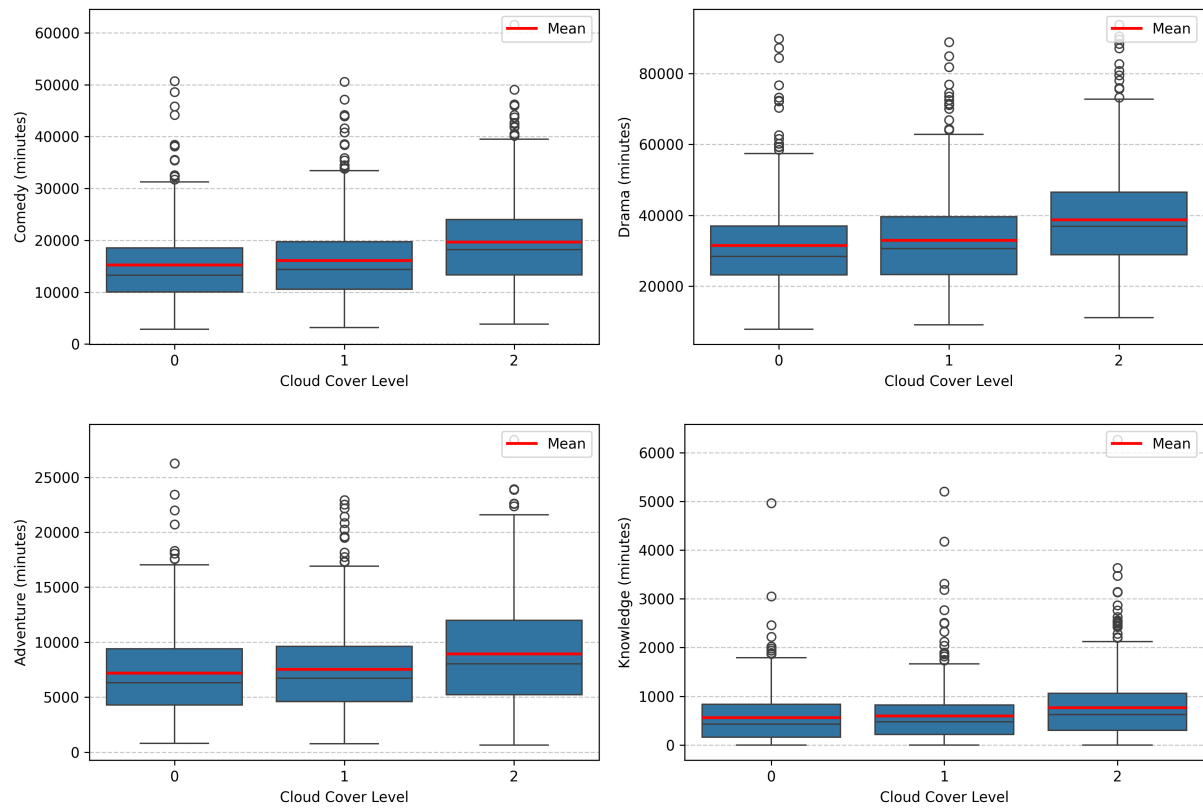 Comedy (minutes)
60000
50000
40000
30000
20000
10000
0
Mean
0 1 2
Cloud Cover Level
Drama (minutes)
80000
60000
40000
20000
Mean
0 1 2
Cloud Cover Level
Adventure (minutes)
25000
20000
15000
10000
5000
0
Mean
0 1 2
Cloud Cover Level
Knowledge (minutes)
6000
5000
4000
3000
2000
1000
0
Mean
0 1 2
Cloud Cover Level